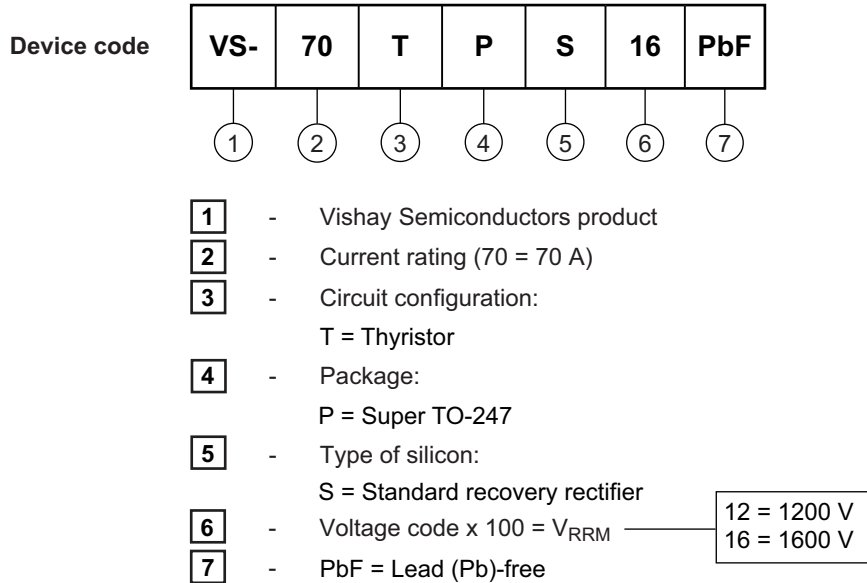 Device code VS- 70 T P S 16 PbF
1 2 3 4 5 6 7
1 - Vishay Semiconductors product
2 - Current rating (70 = 70 A)
3 - Circuit configuration:
T = Thyristor
4 - Package:
P = Super TO-247
5 - Type of silicon:
S = Standard recovery rectifier
6 - Voltage code x 100 = VRRM
12 = 1200 V
16 = 1600 V
7 - PbF = Lead (Pb)-free